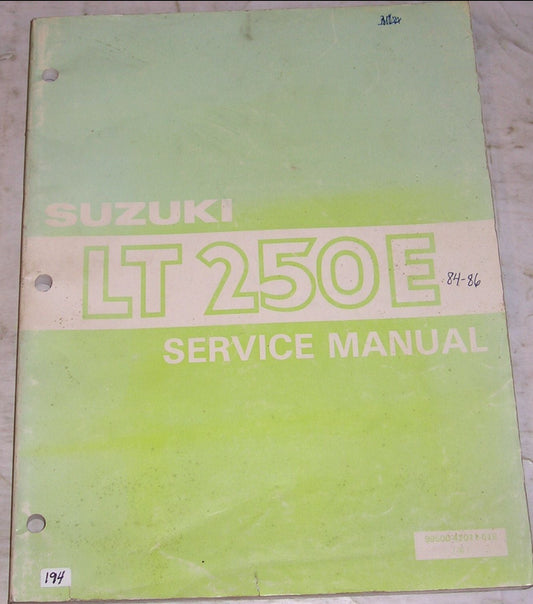 SUZUKI
LT 250E
84-86
SERVICE MANUAL
194